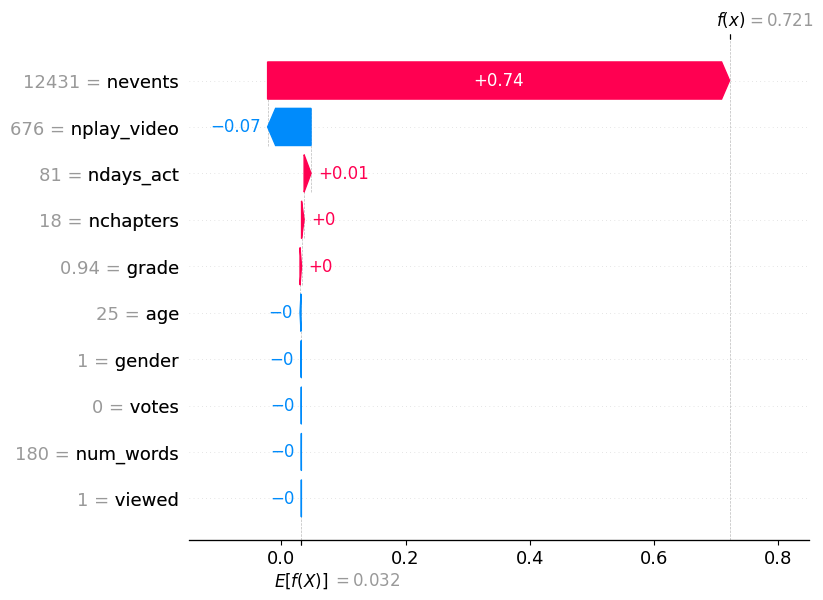 f(x) = 0.721
12431 = nevents
+0.74
676 = nplay_video
−0.07
81 = ndays_act
+0.01
18 = nchapters
+0
0.94 = grade
+0
25 = age
−0
1 = gender
−0
0 = votes
−0
180 = num_words
−0
1 = viewed
−0
0.0 0.2 0.4 0.6 0.8
E[f(X)] = 0.032